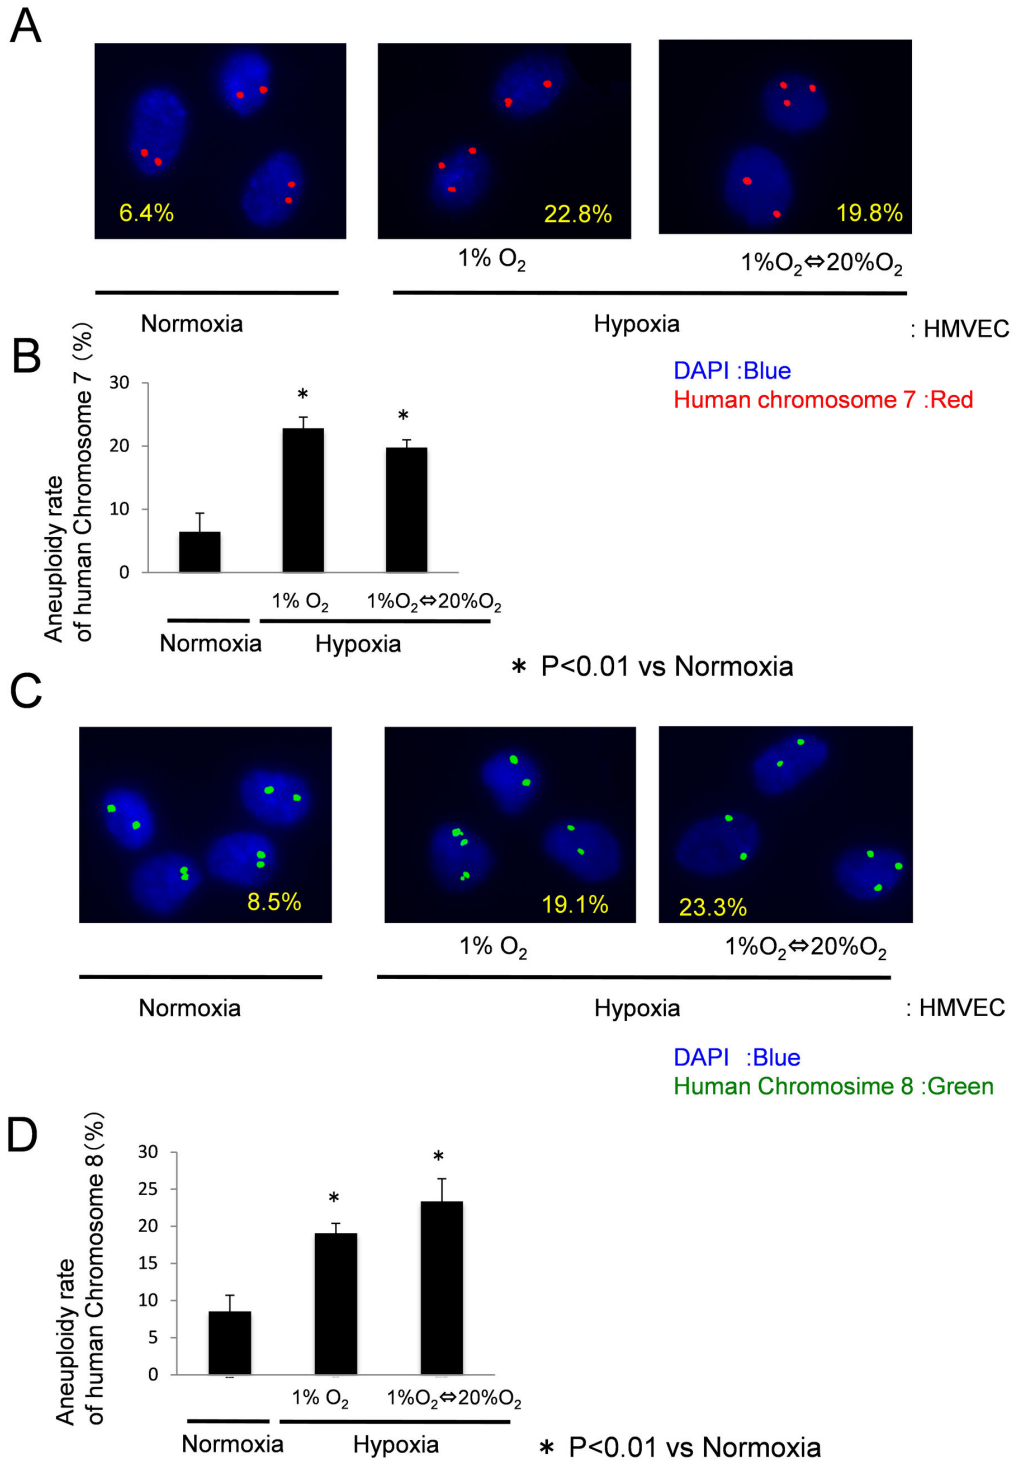 A
6.4%
22.8%
19.8%
1% O2
1%O2⇔20%O2
Normoxia
Hypoxia
: HMVEC
DAPI :Blue
Human chromosome 7 :Red
B
Aneuploidy rate
of human Chromosome 7 (%)
30
20
10
0
*
*
1% O2
1%O2⇔20%O2
Normoxia
Hypoxia
* P<0.01 vs Normoxia
C
8.5%
19.1%
23.3%
1% O2
1%O2⇔20%O2
Normoxia
Hypoxia
: HMVEC
DAPI :Blue
Human Chromosime 8 :Green
D
Aneuploidy rate
of human Chromosome 8 (%)
30
25
20
15
10
5
0
*
*
1% O2
1%O2⇔20%O2
Normoxia
Hypoxia
* P<0.01 vs Normoxia